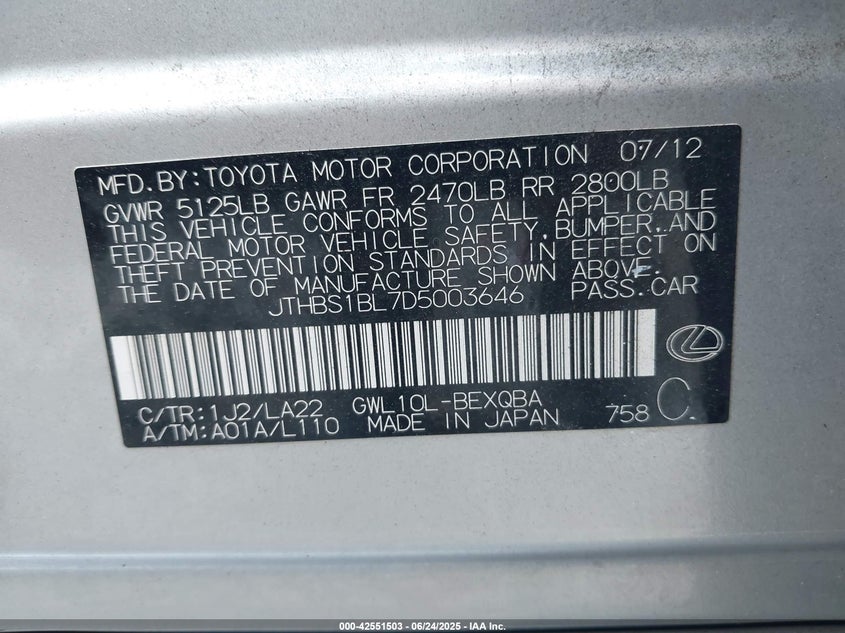 MFD.BY:TOYOTA MOTOR CORPORATION 07/12
GVWR 5125LB GAWR FR 2470LB RR 2800LB
THIS VEHICLE CONFORMS TO ALL APPLICABLE
FEDERAL MOTOR VEHICLE SAFETY,BUMPER,AND
THEFT PREVENTION STANDARDS IN EFFECT ON
THE DATE OF MANUFACTURE SHOWN ABOVE.
JTHBS1BL7D5003646 PASS.CAR
C/TR:1J2/LA22 GWL10L-BEXQBA
A/TM:A01A/L110 MADE IN JAPAN 758 C
000-42551503 - 06/24/2025 - IAA Inc.